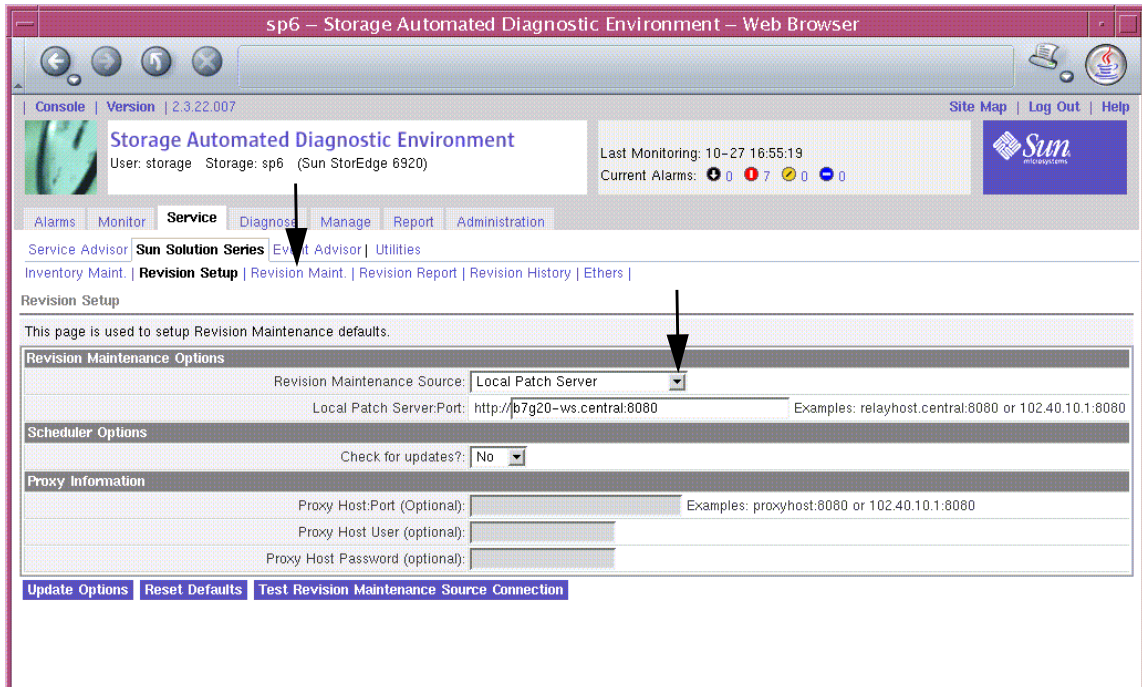 sp6 – Storage Automated Diagnostic Environment – Web Browser
| Console | Version | 2.3.22.007
Site Map | Log Out | Help
Storage Automated Diagnostic Environment
User: storage Storage: sp6 (Sun StorEdge 6920)
Last Monitoring: 10-27 16:55:19
Current Alarms: 0 7 0 0
Sun
microsystems
Alarms Monitor Service Diagnose Manage Report Administration
Service Advisor Sun Solution Series Event Advisor | Utilities
Inventory Maint. | Revision Setup | Revision Maint. | Revision Report | Revision History | Ethers |
Revision Setup
This page is used to setup Revision Maintenance defaults.
Revision Maintenance Options
Revision Maintenance Source: Local Patch Server
Local Patch Server:Port: http://b7g20-ws.central:8080 Examples: relayhost.central:8080 or 102.40.10.1:8080
Scheduler Options
Check for updates?: No
Proxy Information
Proxy Host:Port (Optional): Examples: proxyhost:8080 or 102.40.10.1:8080
Proxy Host User (optional):
Proxy Host Password (optional):
Update Options Reset Defaults Test Revision Maintenance Source Connection